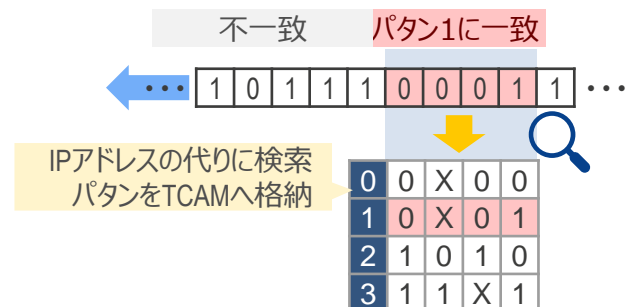 不一致 パタン1に一致
･･･ 1 0 1 1 1 0 0 0 1 1 ･･･
IPアドレスの代りに検索
パタンをTCAMへ格納
0 0 X 0 0
1 0 X 0 1
2 1 0 1 0
3 1 1 X 1